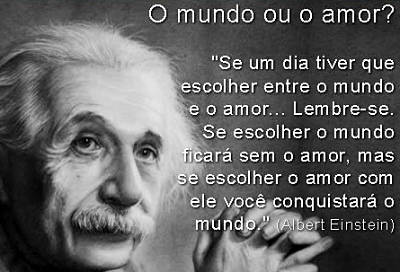 O mundo ou o amor?
"Se um dia tiver que
escolher entre o mundo
e o amor... Lembre-se.
Se escolher o mundo
ficará sem o amor, mas
se escolher o amor com
ele você conquistará o
mundo." (Albert Einstein)